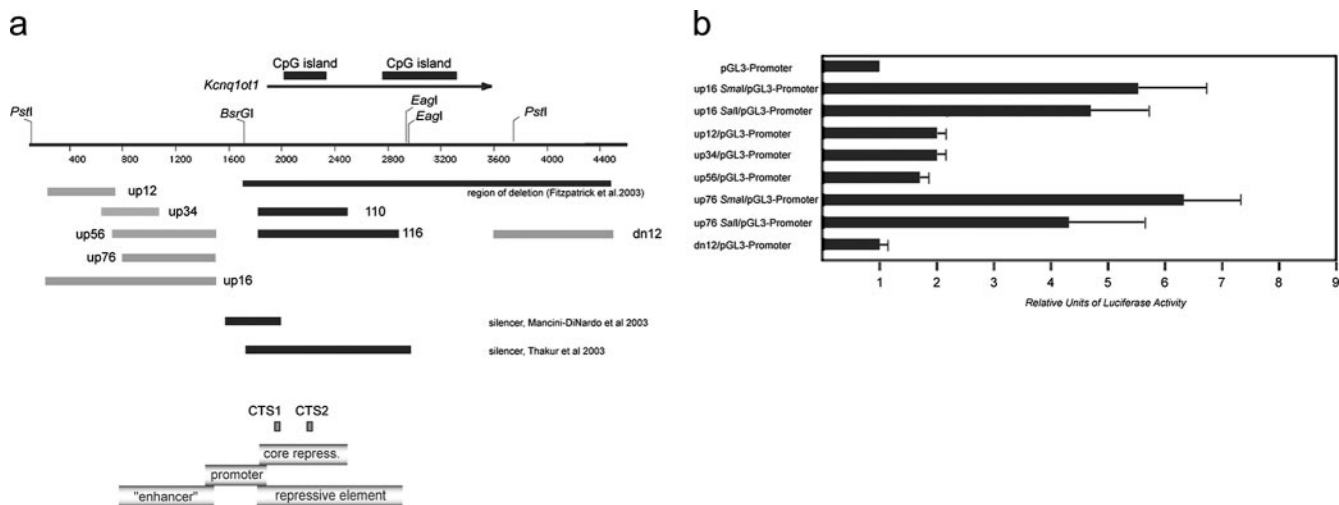 a
CpG island
CpG island
Kcnq1ot1
PstI
BsrGI
EagI
EagI
PstI
400
800
1200
1600
2000
2400
2800
3200
3600
4000
4400
up12
region of deletion (Fitzpatrick et al.2003)
up34
110
up56
116
dn12
up76
up16
silencer, Mancini-DiNardo et al 2003
silencer, Thakur et al 2003
CTS1
CTS2
core repress.
promoter
"enhancer"
repressive element
b
pGL3-Promoter
up16 SmaI/pGL3-Promoter
up16 SalI/pGL3-Promoter
up12/pGL3-Promoter
up34/pGL3-Promoter
up56/pGL3-Promoter
up76 SmaI/pGL3-Promoter
up76 SalI/pGL3-Promoter
dn12/pGL3-Promoter
1 2 3 4 5 6 7 8 9
Relative Units of Luciferase Activity